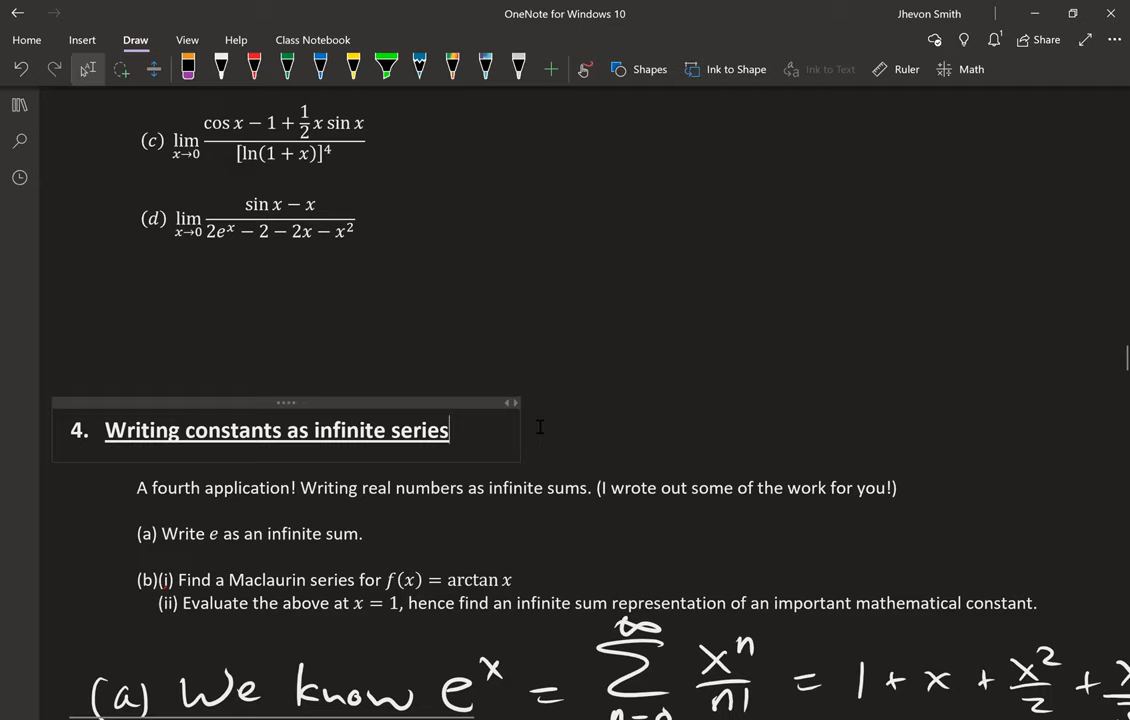 OneNote for Windows 10
Jhevon Smith
Home Insert Draw View Help Class Notebook
Share
Shapes Ink to Shape Ink to Text Ruler Math
(c) lim x→0 (cos x − 1 + 1/2 x sin x) / [ln(1 + x)]⁴
(d) lim x→0 (sin x − x) / (2eˣ − 2 − 2x − x²)
4. Writing constants as infinite series
A fourth application! Writing real numbers as infinite sums. (I wrote out some of the work for you!)
(a) Write e as an infinite sum.
(b)(i) Find a Maclaurin series for f(x) = arctan x
(ii) Evaluate the above at x = 1, hence find an infinite sum representation of an important mathematical constant.
(a) We know eˣ = ∑ n=0 ∞ xⁿ/n! = 1 + x + x²/2 +